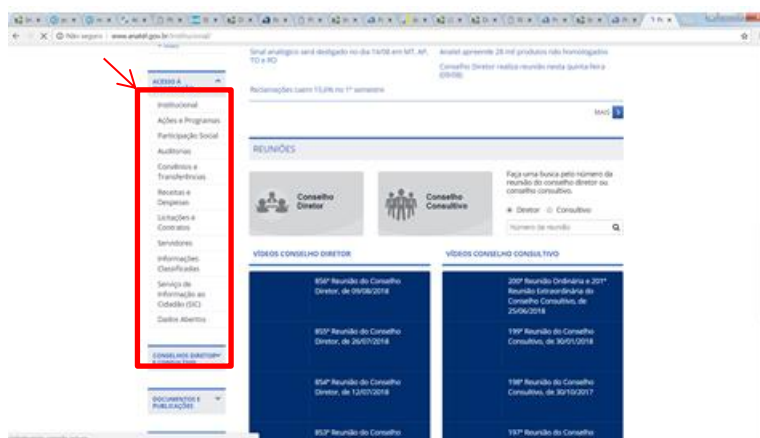 Não seguro | www.anatel.gov.br/institucional/
Sinal analógico será desligado no dia 14/08 em MT, AP,
TO e RO
Reclamações caem 15,6% no 1º semestre
Anatel apreende 28 mil produtos não homologados
Conselho Diretor realiza reunião nesta quinta-feira
(09/08)
MAIS
ACESSO À
Institucional
Ações e Programas
Participação Social
Auditorias
Convênios e
Transferências
Receitas e
Despesas
Licitações e
Contratos
Servidores
Informações
Classificadas
Serviço de
Informação ao
Cidadão (SIC)
Dados Abertos
CONSELHOS DIRETOR
E CONSULTIVO
DOCUMENTOS E
PUBLICAÇÕES
REUNIÕES
Conselho
Diretor
Conselho
Consultivo
Faça uma busca pelo número da
reunião do conselho diretor ou
conselho consultivo.
Diretor Consultivo
Número da reunião
VÍDEOS CONSELHO DIRETOR
856ª Reunião do Conselho
Diretor, de 09/08/2018
855ª Reunião do Conselho
Diretor, de 26/07/2018
854ª Reunião do Conselho
Diretor, de 12/07/2018
853ª Reunião do Conselho
VÍDEOS CONSELHO CONSULTIVO
200ª Reunião Ordinária e 201ª
Reunião Extraordinária do
Conselho Consultivo, de
25/06/2018
199ª Reunião do Conselho
Consultivo, de 30/01/2018
198ª Reunião do Conselho
Consultivo, de 30/10/2017
197ª Reunião do Conselho